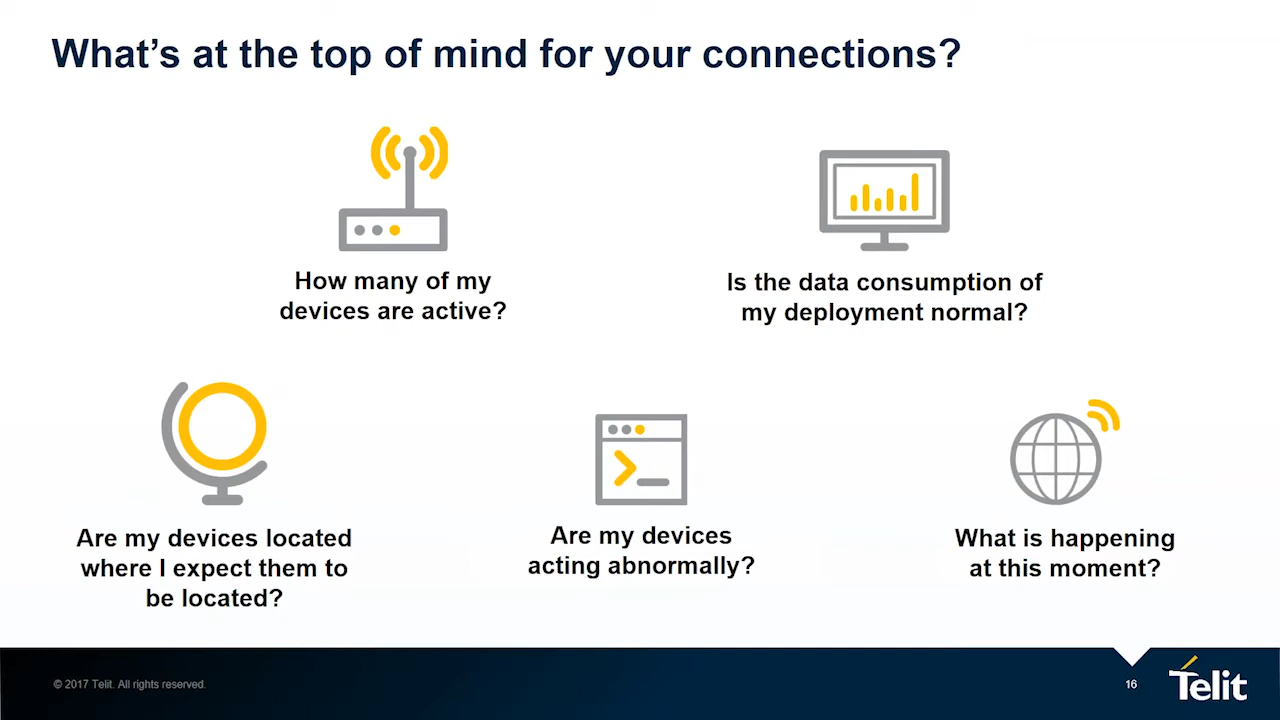 What's at the top of mind for your connections?
How many of my
devices are active?
Is the data consumption of
my deployment normal?
Are my devices located
where I expect them to
be located?
Are my devices
acting abnormally?
What is happening
at this moment?
© 2017 Telit. All rights reserved.
16
Telit